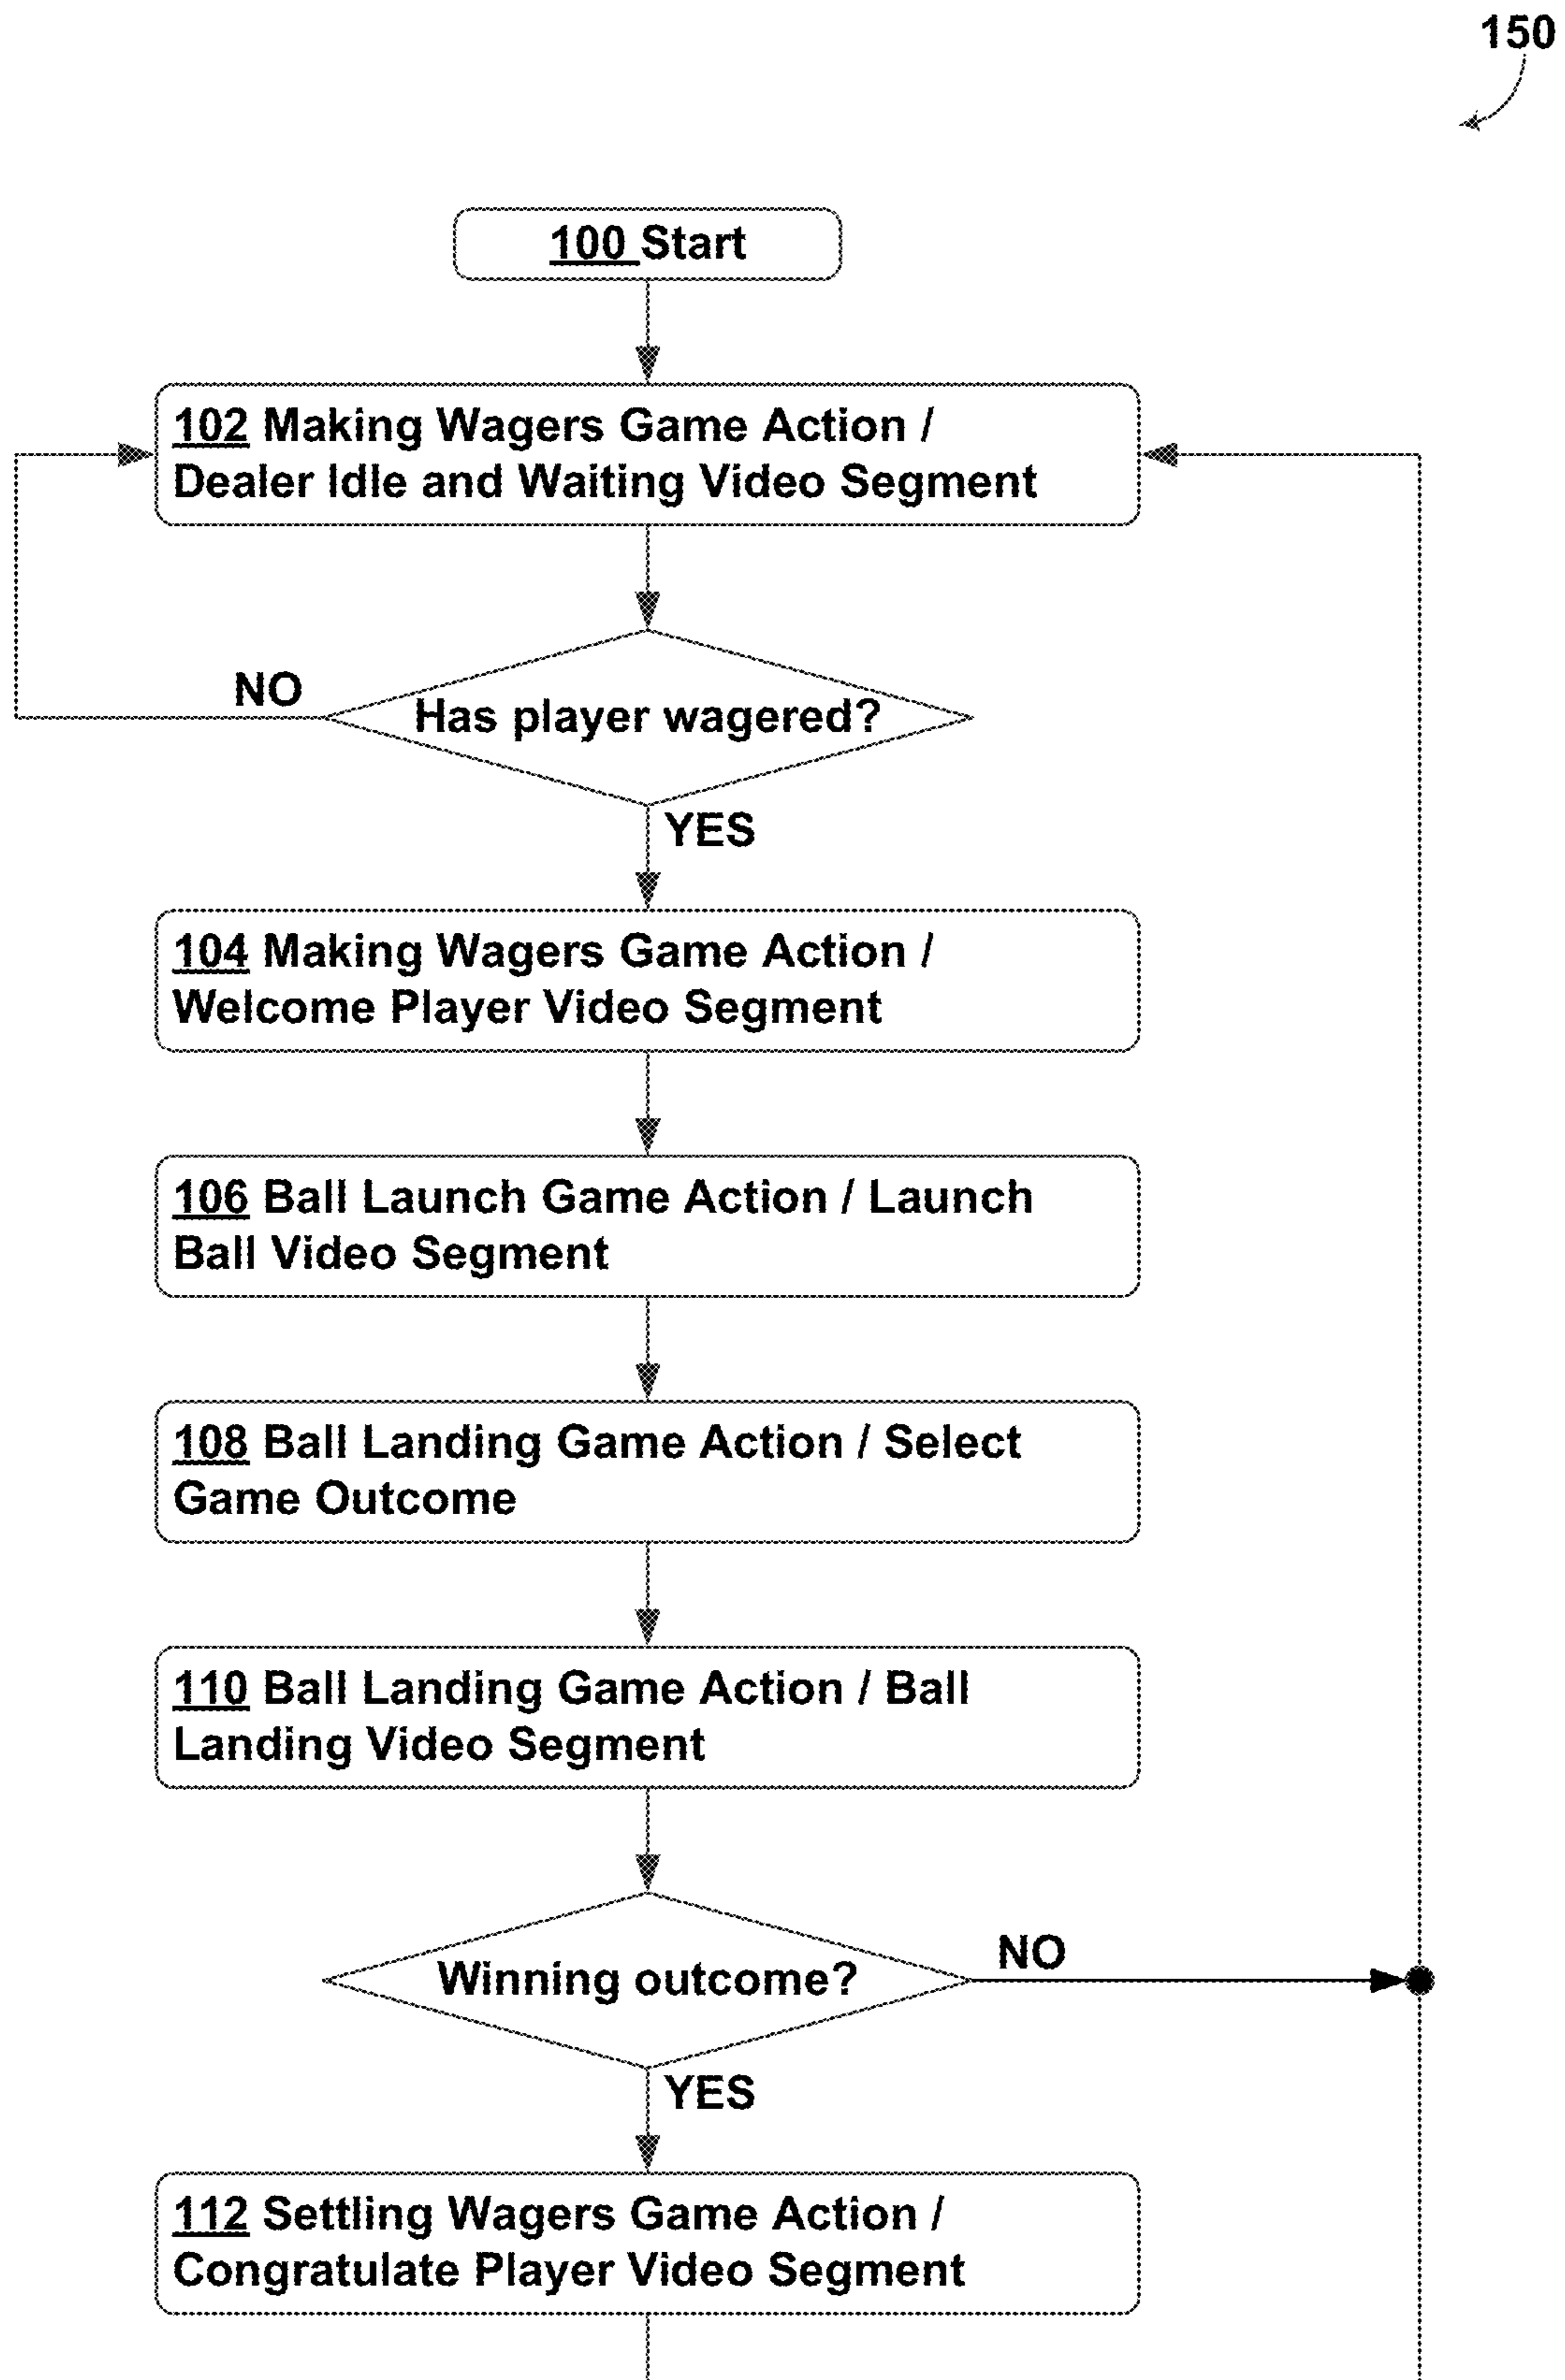 150
100 Start
102 Making Wagers Game Action /
Dealer Idle and Waiting Video Segment
NO
Has player wagered?
YES
104 Making Wagers Game Action /
Welcome Player Video Segment
106 Ball Launch Game Action / Launch
Ball Video Segment
108 Ball Landing Game Action / Select
Game Outcome
110 Ball Landing Game Action / Ball
Landing Video Segment
NO
Winning outcome?
YES
112 Settling Wagers Game Action /
Congratulate Player Video Segment